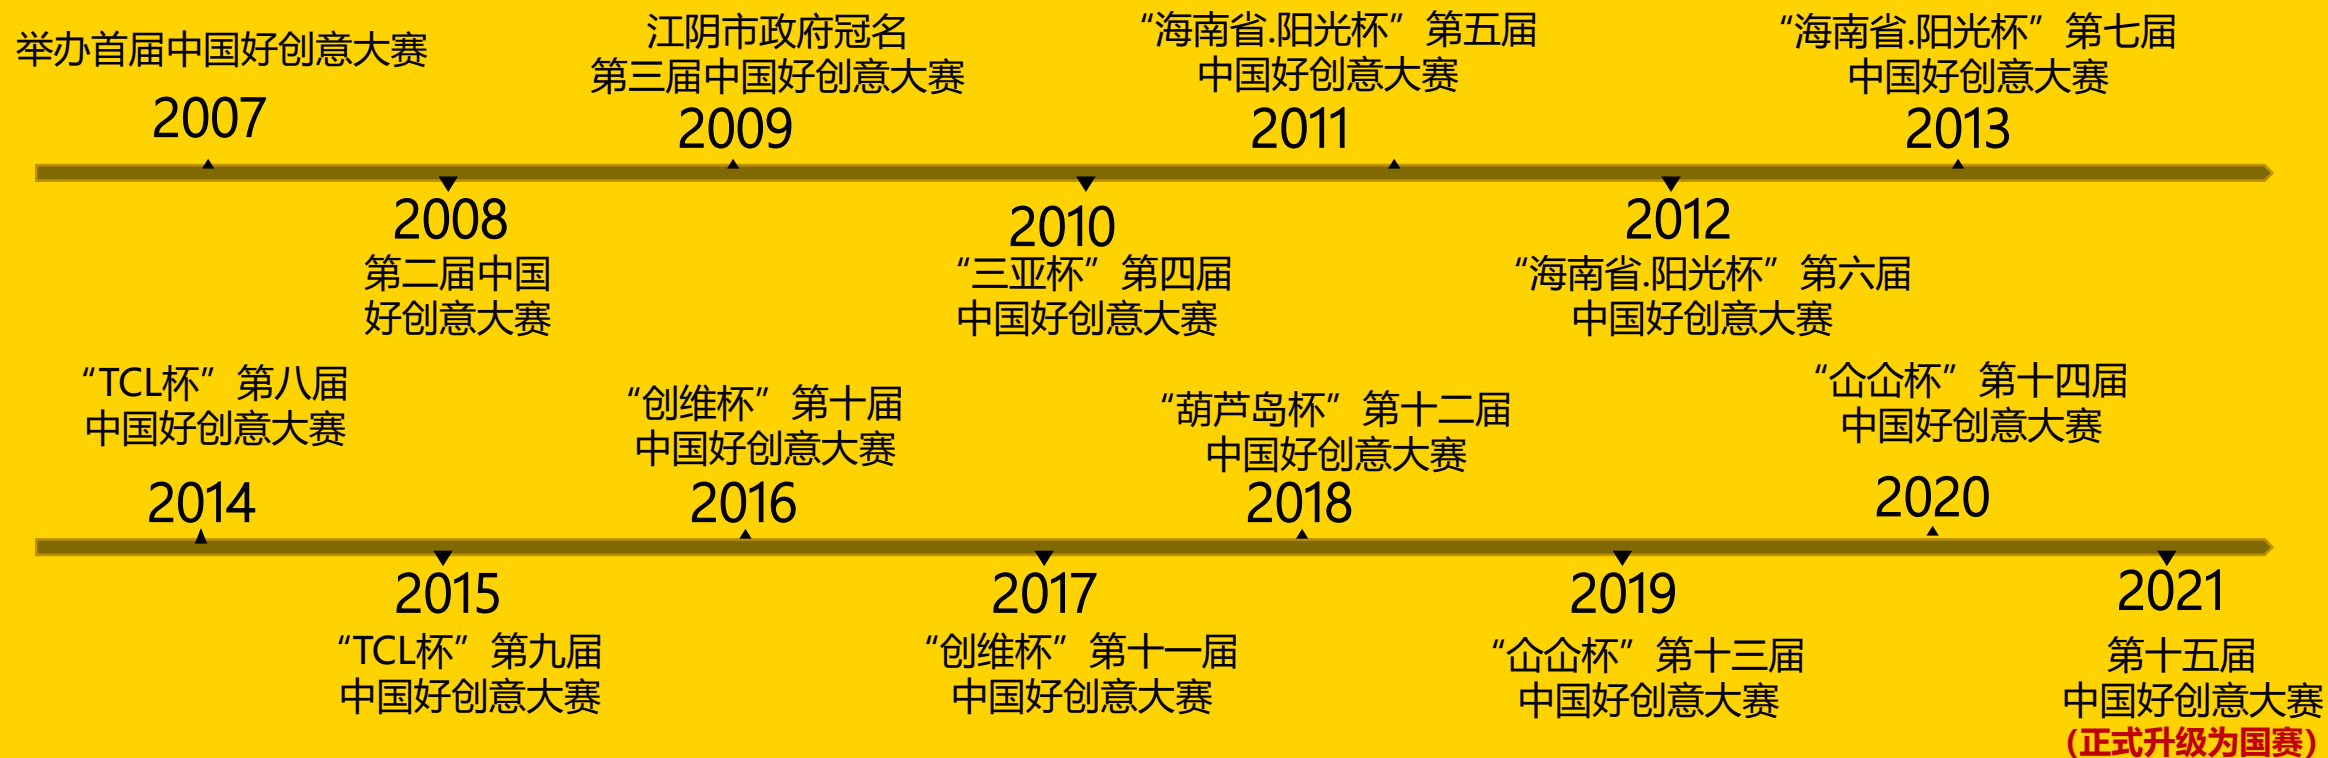 举办首届中国好创意大赛
2007
2008
第二届中国
好创意大赛
江阴市政府冠名
第三届中国好创意大赛
2009
2010
“三亚杯”第四届
中国好创意大赛
“海南省.阳光杯”第五届
中国好创意大赛
2011
2012
“海南省.阳光杯”第六届
中国好创意大赛
“海南省.阳光杯”第七届
中国好创意大赛
2013
“TCL杯”第八届
中国好创意大赛
2014
2015
“TCL杯”第九届
中国好创意大赛
“创维杯”第十届
中国好创意大赛
2016
2017
“创维杯”第十一届
中国好创意大赛
“葫芦岛杯”第十二届
中国好创意大赛
2018
2019
“仚仚杯”第十三届
中国好创意大赛
“仚仚杯”第十四届
中国好创意大赛
2020
2021
第十五届
中国好创意大赛
(正式升级为国赛)